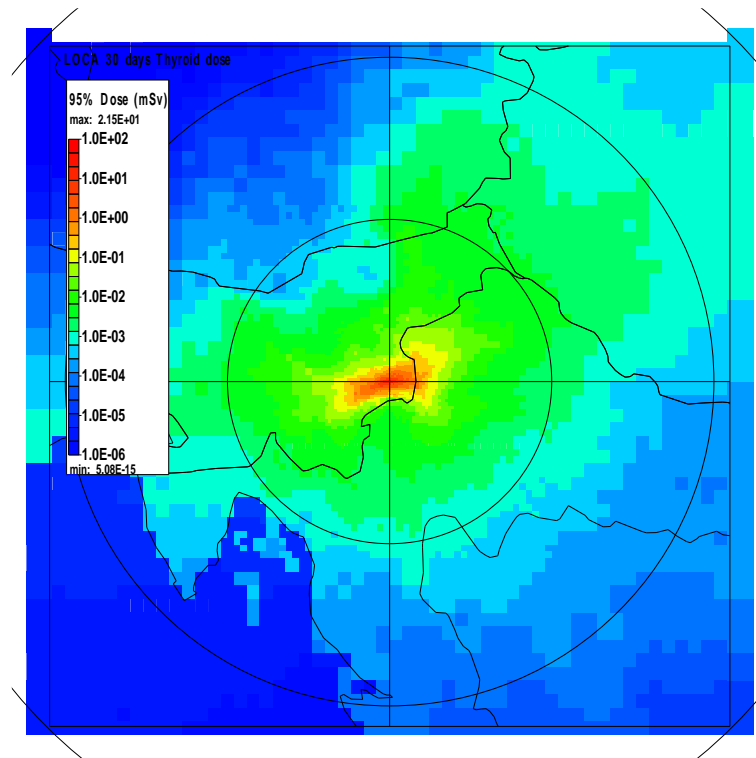 LOCA 30 days Thyroid dose
95% Dose (mSv)
max: 2.15E+01
1.0E+02
1.0E+01
1.0E+00
1.0E-01
1.0E-02
1.0E-03
1.0E-04
1.0E-05
1.0E-06
min: 5.08E-15